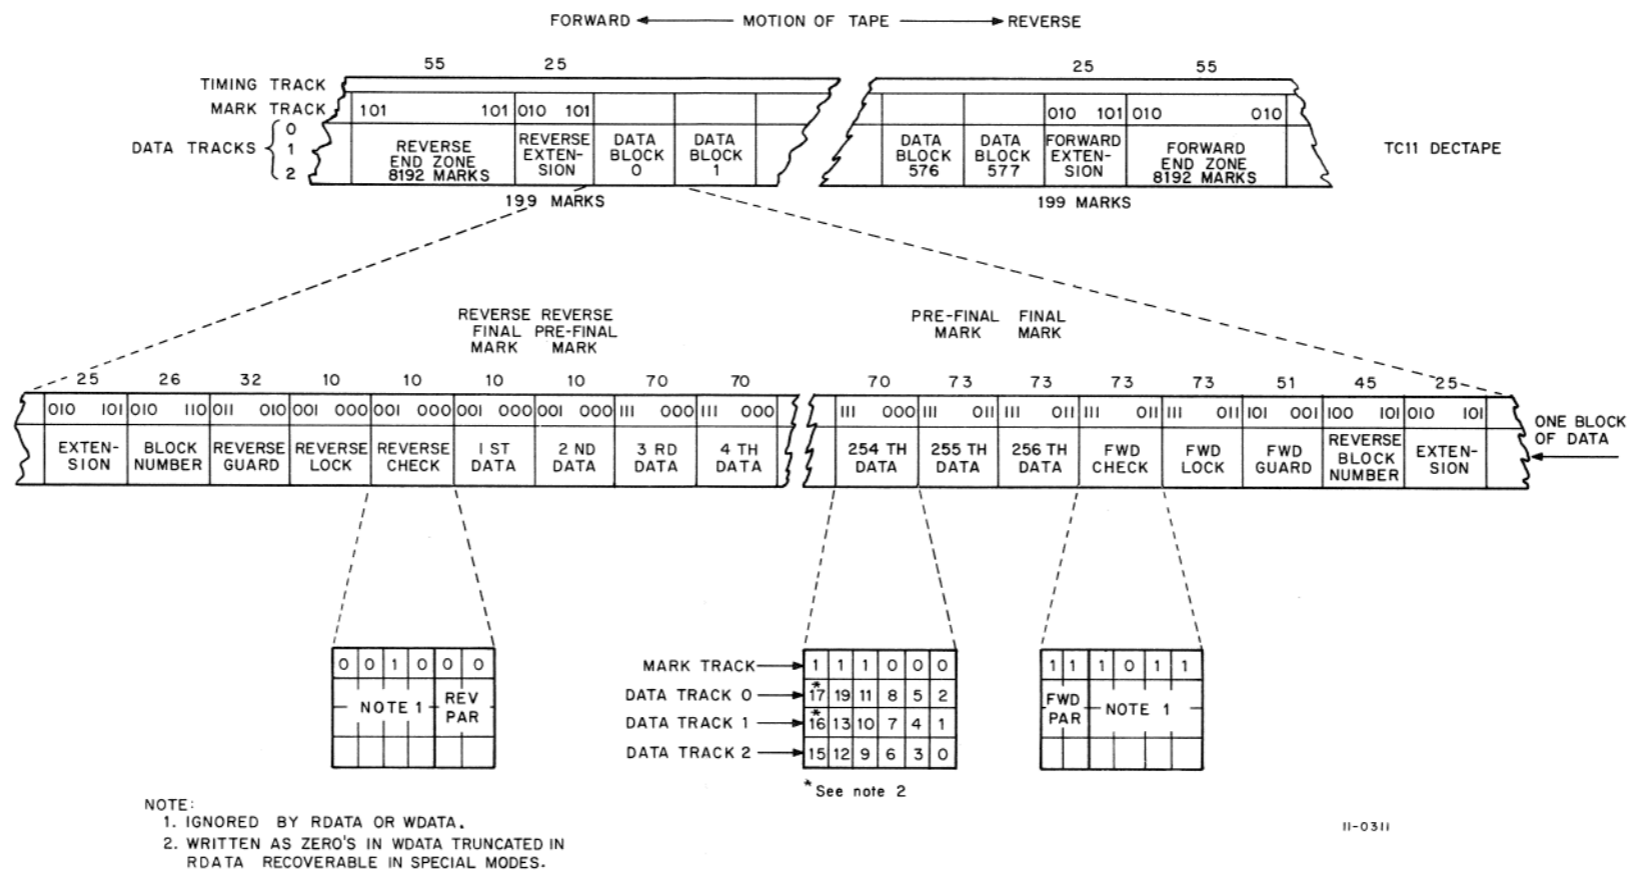 FORWARD MOTION OF TAPE REVERSE
55 25 25 55
TIMING TRACK
MARK TRACK 101 101 010 101 010 101 010 010
DATA TRACKS 0 1 2
REVERSE END ZONE 8192 MARKS
REVERSE EXTEN- SION
DATA BLOCK 0
DATA BLOCK 1
DATA BLOCK 576
DATA BLOCK 577
FORWARD EXTEN- SION
FORWARD END ZONE 8192 MARKS
TC11 DECTAPE
199 MARKS 199 MARKS
REVERSE FINAL MARK
REVERSE PRE-FINAL MARK
PRE-FINAL MARK
FINAL MARK
25 26 32 10 10 10 10 70 70 70 73 73 73 73 51 45 25
010 101 010 110 011 010 001 000 001 000 001 000 001 000 111 000 111 000 111 000 111 011 111 011 111 011 111 011 101 001 100 101 010 101
EXTEN- SION
BLOCK NUMBER
REVERSE GUARD
REVERSE LOCK
REVERSE CHECK
1 ST DATA
2 ND DATA
3 RD DATA
4 TH DATA
254 TH DATA
255 TH DATA
256 TH DATA
FWD CHECK
FWD LOCK
FWD GUARD
REVERSE BLOCK NUMBER
EXTEN- SION
ONE BLOCK OF DATA
0 0 1 0 0 0
NOTE 1
REV PAR
MARK TRACK 1 1 1 0 0 0
DATA TRACK 0 *17 19 11 8 5 2
DATA TRACK 1 *16 13 10 7 4 1
DATA TRACK 2 15 12 9 6 3 0
* See note 2
1 1 1 0 1 1
FWD PAR
NOTE 1
NOTE:
1. IGNORED BY RDATA OR WDATA.
2. WRITTEN AS ZERO'S IN WDATA TRUNCATED IN
RDATA RECOVERABLE IN SPECIAL MODES.
11-0311